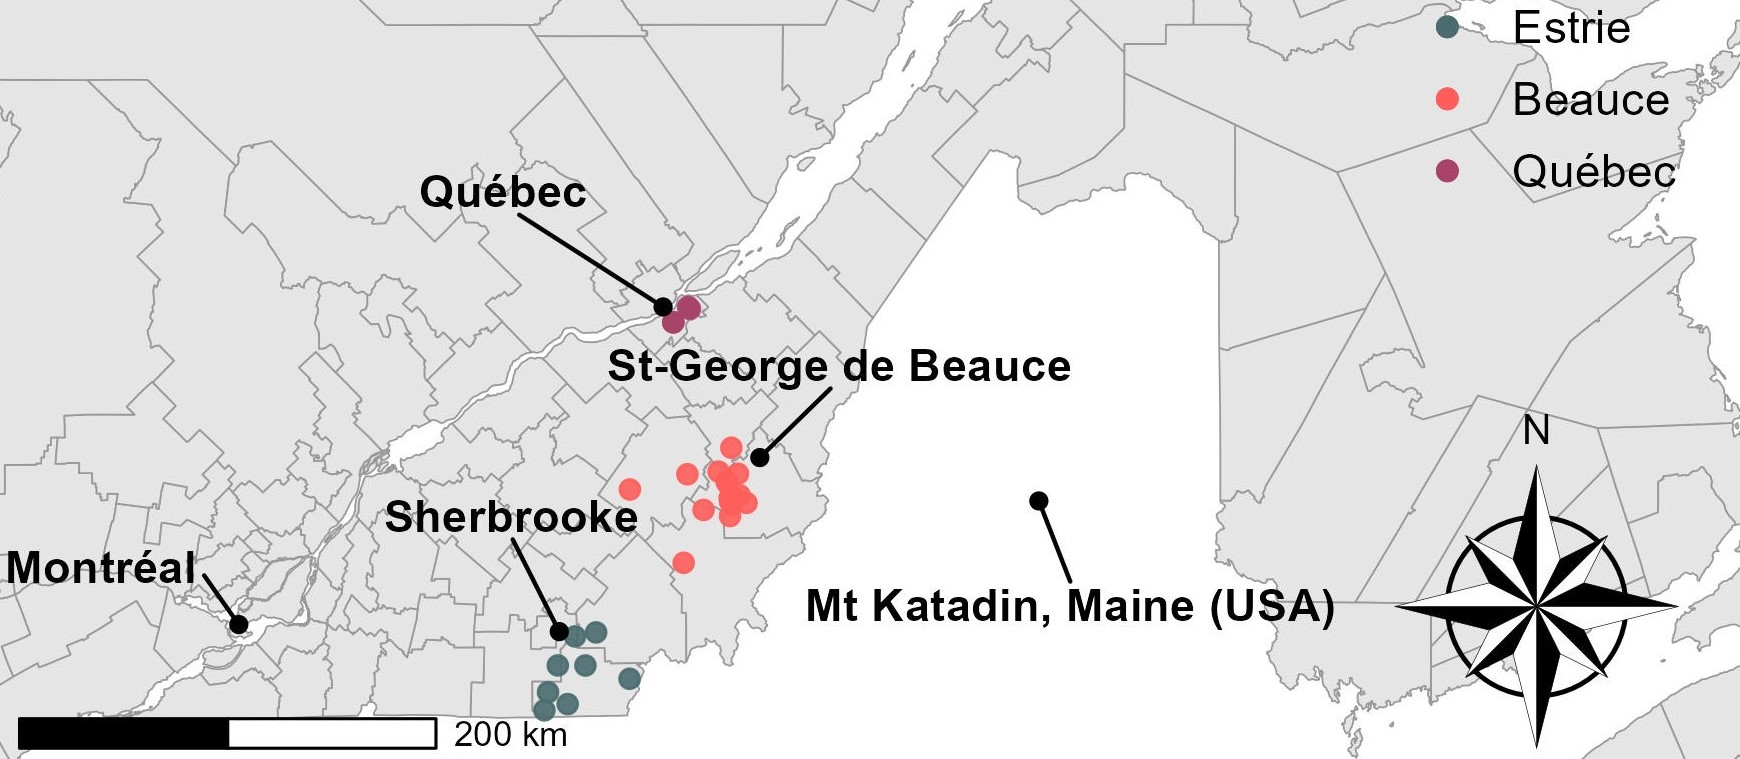 Estrie
Beauce
Québec
Québec
St-George de Beauce
N
Sherbrooke
Montréal
Mt Katadin, Maine (USA)
200 km